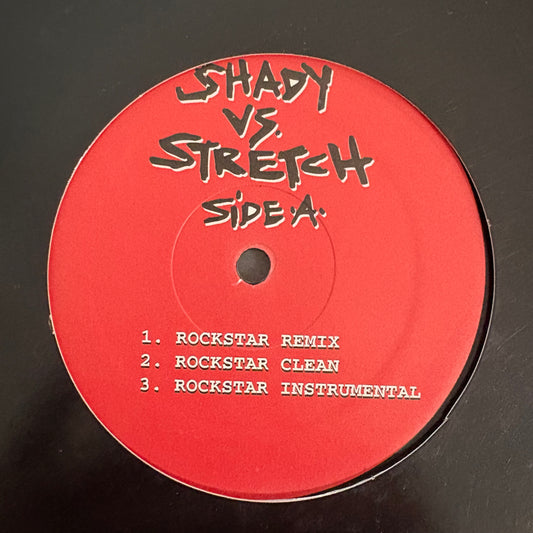 SHADY
VS.
STRETCH
SiDE·A·
1. ROCKSTAR REMIX
2. ROCKSTAR CLEAN
3. ROCKSTAR INSTRUMENTAL